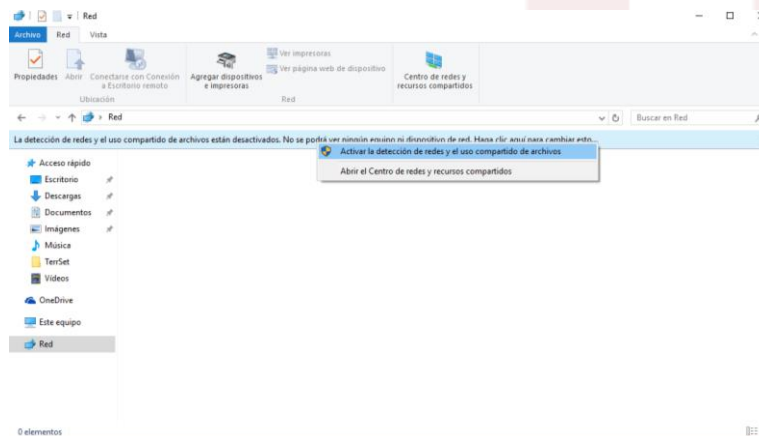 Red
Archivo Red Vista
Propiedades
Abrir
Conectarse con Conexión
a Escritorio remoto
Agregar dispositivos
e impresoras
Ver impresoras
Ver página web de dispositivo
Centro de redes y
recursos compartidos
Ubicación
Red
Red
Buscar en Red
La detección de redes y el uso compartido de archivos están desactivados. No se podrá ver ningún equipo ni dispositivo de red. Haga clic aquí para cambiar esto...
Activar la detección de redes y el uso compartido de archivos
Abrir el Centro de redes y recursos compartidos
Acceso rápido
Escritorio
Descargas
Documentos
Imágenes
Música
TerrSet
Vídeos
OneDrive
Este equipo
Red
0 elementos